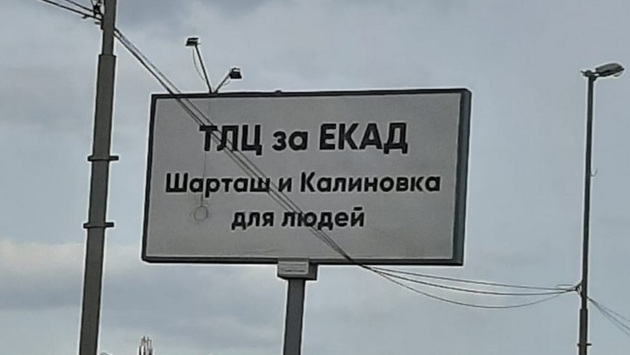 ТЛЦ за ЕКАД
Шарташ и Калиновка
для людей